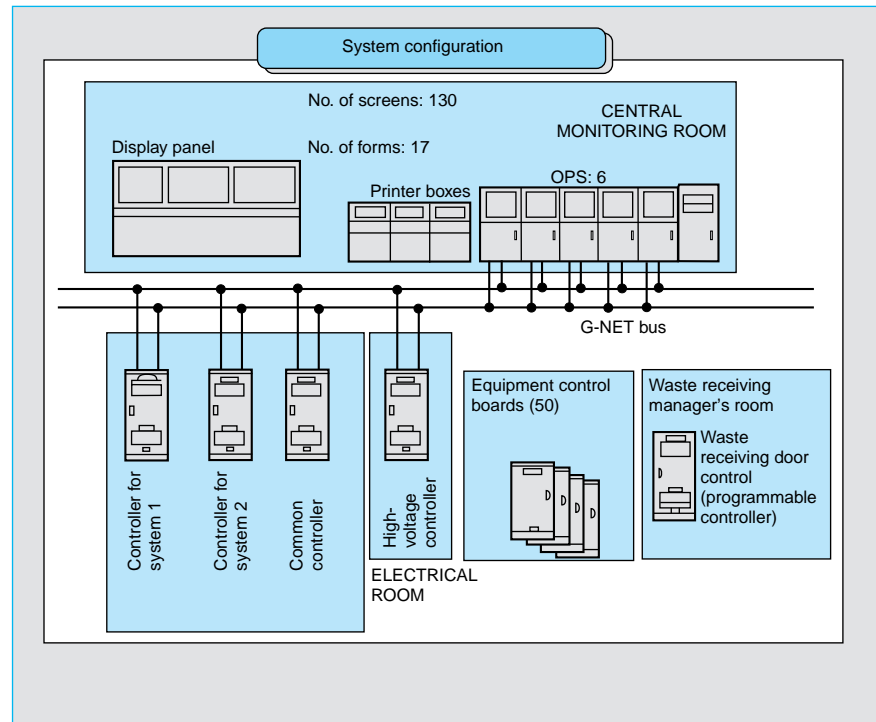 System configuration
No. of screens: 130
CENTRAL
MONITORING ROOM
Display panel
No. of forms: 17
OPS: 6
Printer boxes
G-NET bus
Controller for
system 1
Controller for
system 2
Common
controller
High-
voltage
controller
ELECTRICAL
ROOM
Equipment control
boards (50)
Waste receiving
manager's room
Waste
receiving door
control
(programmable
controller)